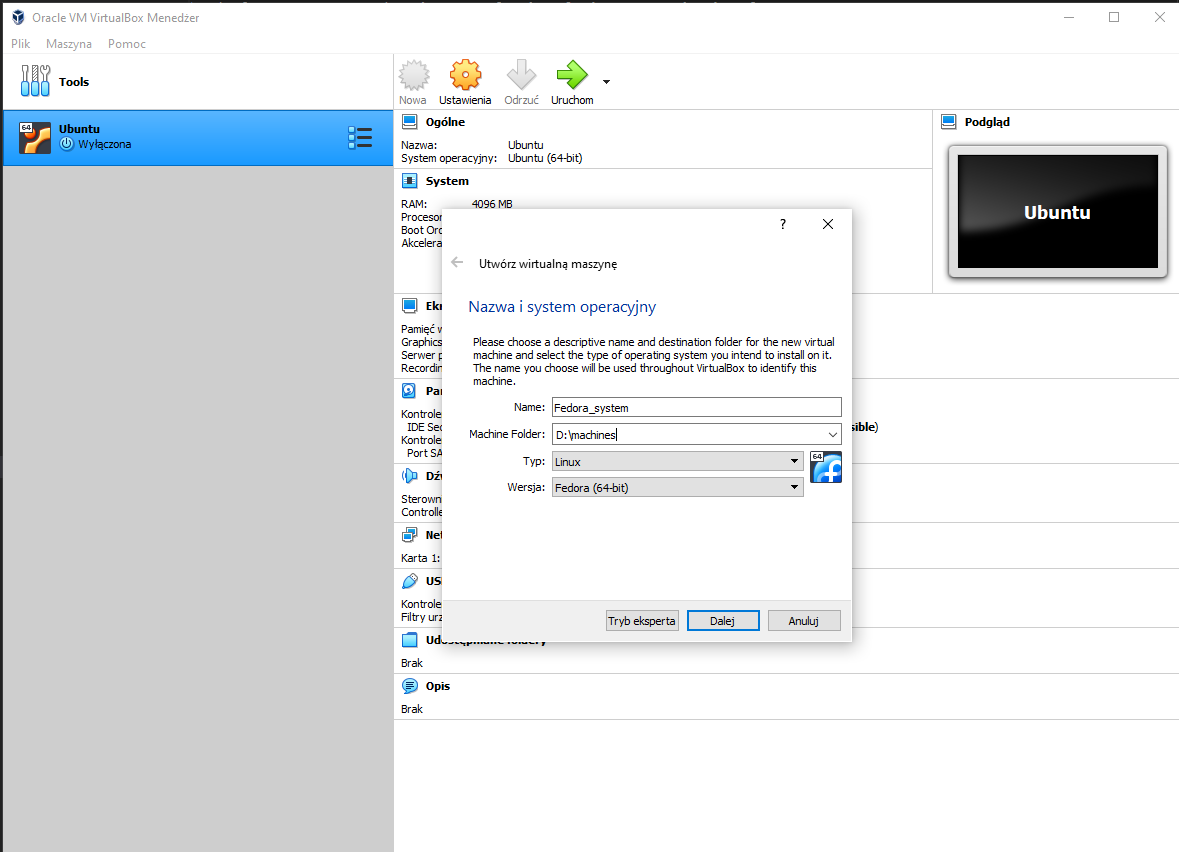 Oracle VM VirtualBox Menedżer
Plik Maszyna Pomoc
Tools
Nowa Ustawienia Odrzuć Uruchom
64
Ubuntu
Wyłączona
Ogólne
Nazwa: Ubuntu
System operacyjny: Ubuntu (64-bit)
Podgląd
Ubuntu
System
RAM: 4096 MB
Procesor
Boot Ord
Akcelera
Ekr
Pamięć w
Graphics
Serwer p
Recordin
Pa
Kontrole
IDE Sec
Kontrole
Port SA
sible)
Dźw
Sterown
Controlle
Net
Karta 1:
USB
Kontrole
Filtry urz
Udostępniane foldery
Brak
Opis
Brak
?
Utwórz wirtualną maszynę
Nazwa i system operacyjny
Please choose a descriptive name and destination folder for the new virtual
machine and select the type of operating system you intend to install on it.
The name you choose will be used throughout VirtualBox to identify this
machine.
Name: Fedora_system
Machine Folder: D:\machines
Typ: Linux
64
Wersja: Fedora (64-bit)
Tryb eksperta Dalej Anuluj